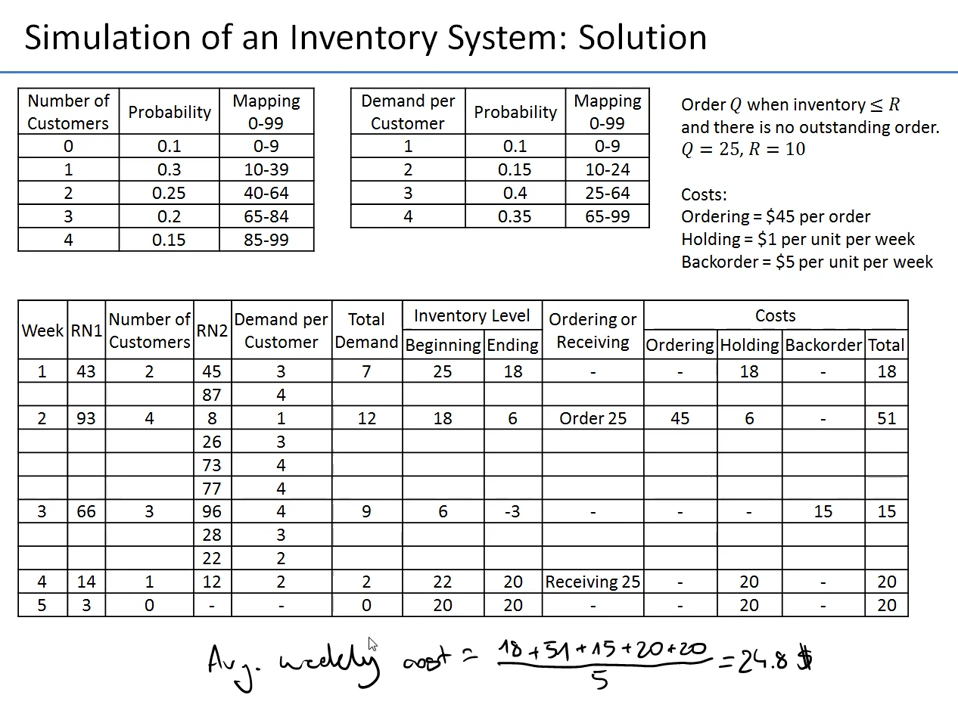 Simulation of an Inventory System: Solution
Number of Customers Probability Mapping 0-99
0 0.1 0-9
1 0.3 10-39
2 0.25 40-64
3 0.2 65-84
4 0.15 85-99
Demand per Customer Probability Mapping 0-99
1 0.1 0-9
2 0.15 10-24
3 0.4 25-64
4 0.35 65-99
Order Q when inventory ≤ R
and there is no outstanding order.
Q = 25, R = 10
Costs:
Ordering = $45 per order
Holding = $1 per unit per week
Backorder = $5 per unit per week
Week RN1 Number of Customers RN2 Demand per Customer Total Demand Inventory Level Ordering or Receiving Costs
Beginning Ending Ordering Holding Backorder Total
1 43 2 45 3 7 25 18 - - 18 - 18
87 4
2 93 4 8 1 12 18 6 Order 25 45 6 - 51
26 3
73 4
77 4
3 66 3 96 4 9 6 -3 - - - 15 15
28 3
22 2
4 14 1 12 2 2 22 20 Receiving 25 - 20 - 20
5 3 0 - - 0 20 20 - - 20 - 20
Avg. weekly cost = 18+51+15+20+20 / 5 = 24.8 $